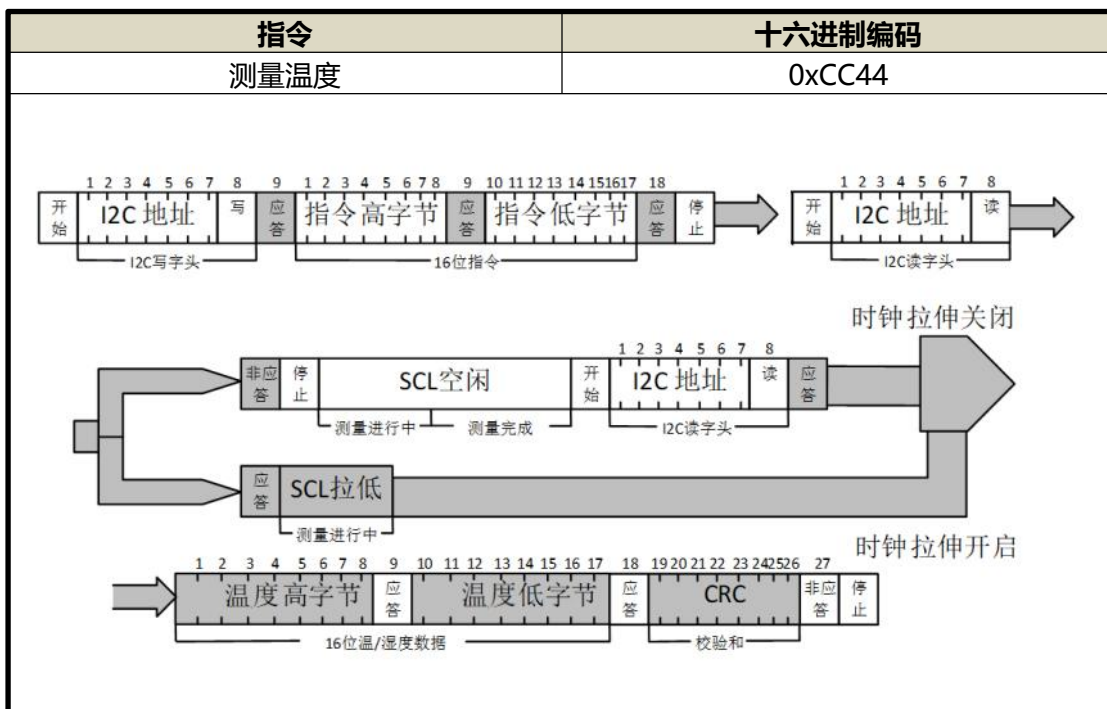 指令 十六进制编码
测量温度 0xCC44
1 2 3 4 5 6 7 8 9 1 2 3 4 5 6 7 8 9 10 11 12 13 14 15 16 17 18 1 2 3 4 5 6 7 8
开始 I2C 地址 写 应答 指令高字节 应答 指令低字节 应答 停止 开始 I2C 地址 读
I2C写字头 16位指令 I2C读字头
时钟拉伸关闭
1 2 3 4 5 6 7 8
非应答 停止 SCL空闲 开始 I2C 地址 读 应答
测量进行中 测量完成 I2C读字头
应答 SCL拉低
测量进行中
时钟拉伸开启
1 2 3 4 5 6 7 8 9 10 11 12 13 14 15 16 17 18 19 20 21 22 23 24 25 26 27
温度高字节 应答 温度低字节 应答 CRC 非应答 停止
16位温/湿度数据 校验和